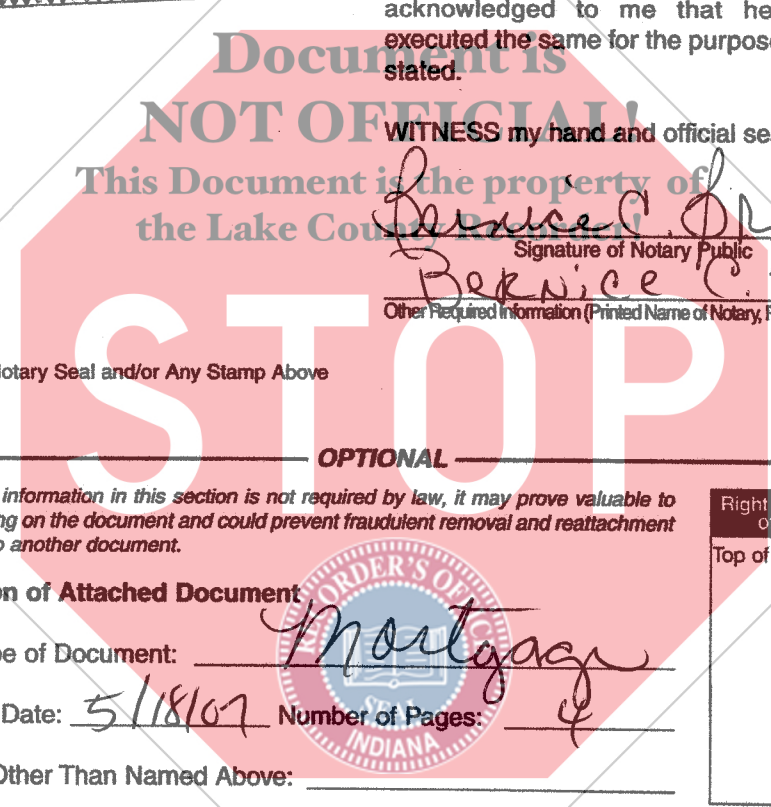 acknowledged to me that he
executed the same for the purpose
stated.
Document is
NOT OFFICIAL!
This Document is the property of
the Lake County Recorder!
WITNESS my hand and official se
Bernice C.
Signature of Notary Public
Bernice C.
Other Required Information (Printed Name of Notary,
STOP
otary Seal and/or Any Stamp Above
OPTIONAL
information in this section is not required by law, it may prove valuable to
ng on the document and could prevent fraudulent removal and reattachment
o another document.
Right
Top of
on of Attached Document
pe of Document: Mortgage
Date: 5/18/07 Number of Pages: 4
Other Than Named Above:
RECORDER'S OFFICE
SEAL
INDIANA